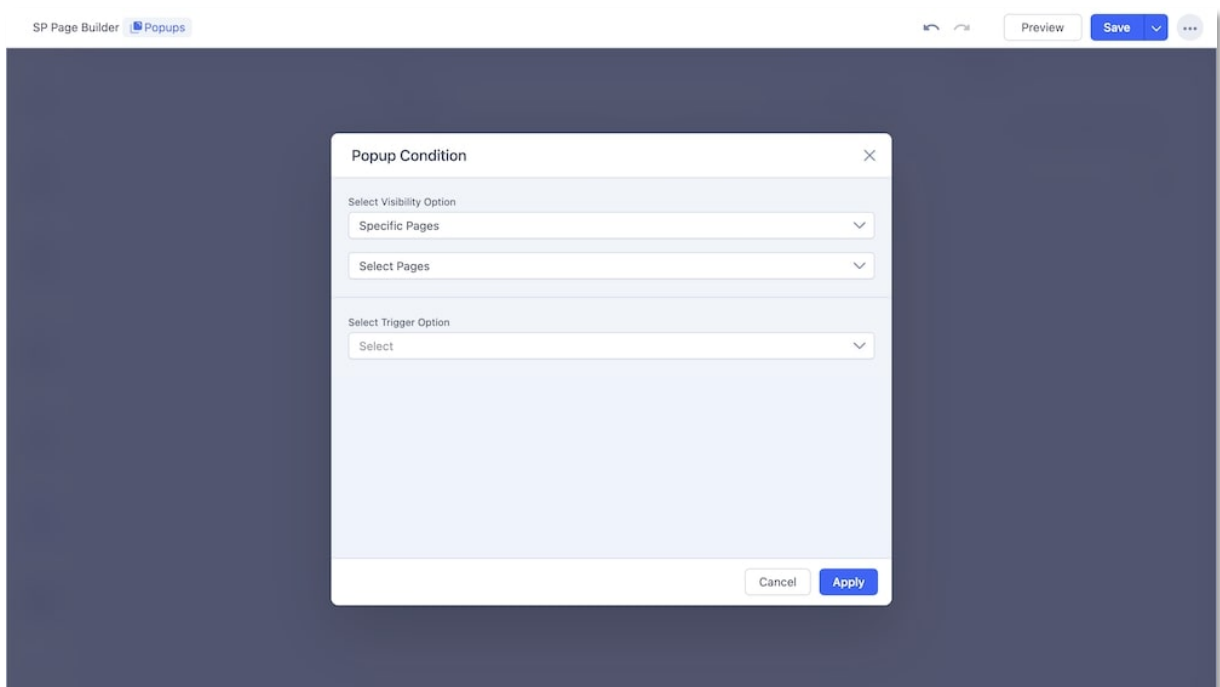 SP Page Builder Popups Preview Save
Popup Condition
Select Visibility Option
Specific Pages
Select Pages
Select Trigger Option
Select
Cancel Apply